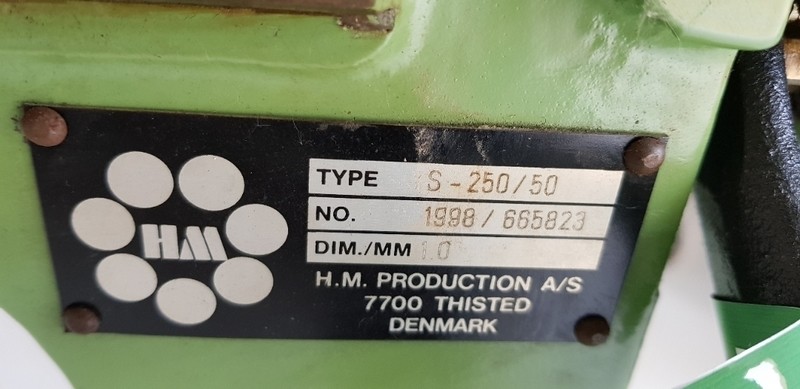 HM
TYPE S-250/50
NO. 1998/665823
DIM./MM 1.0
H.M. PRODUCTION A/S
7700 THISTED
DENMARK